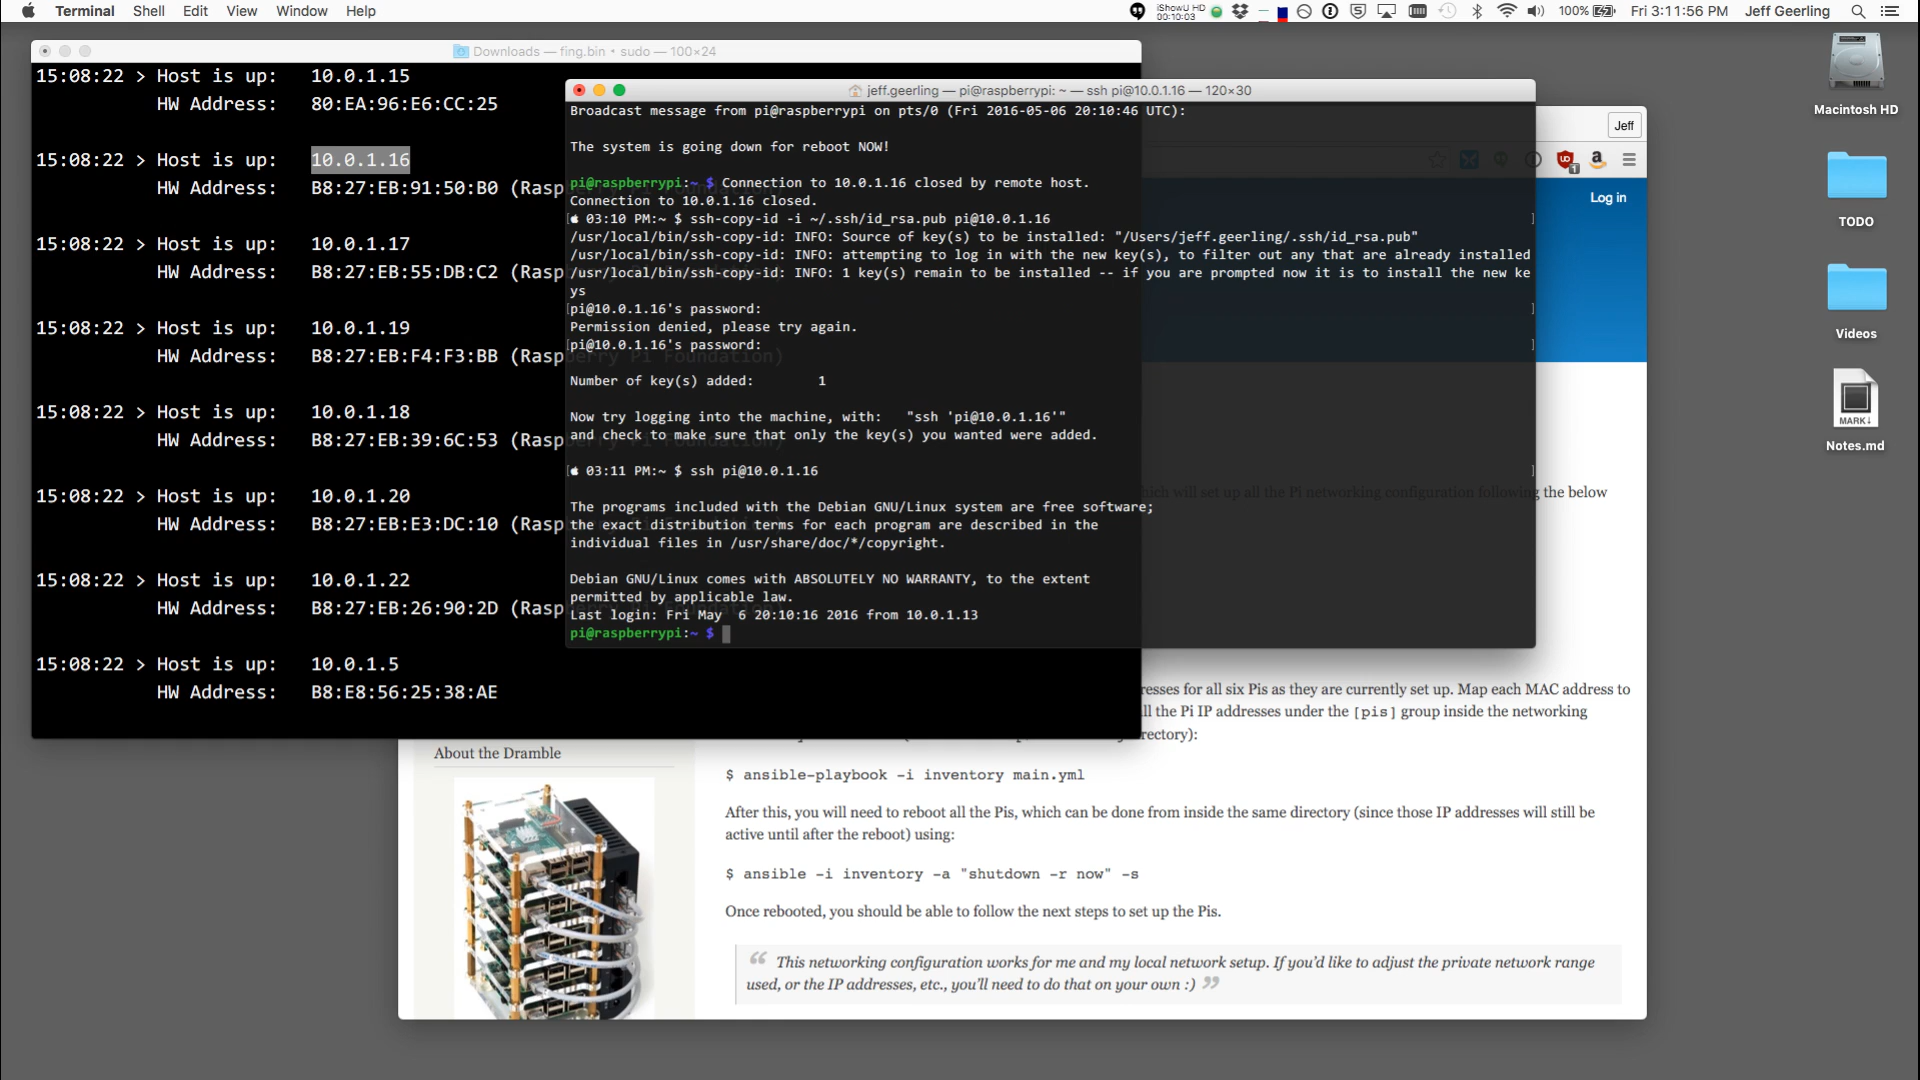 Terminal Shell Edit View Window Help
iShowU HD
00:10:03
100% Fri 3:11:56 PM Jeff Geerling
Downloads — fing.bin • sudo — 100×24
15:08:22 > Host is up: 10.0.1.15
HW Address: 80:EA:96:E6:CC:25
15:08:22 > Host is up: 10.0.1.16
HW Address: B8:27:EB:91:50:B0 (Rasp
15:08:22 > Host is up: 10.0.1.17
HW Address: B8:27:EB:55:DB:C2 (Rasp
15:08:22 > Host is up: 10.0.1.19
HW Address: B8:27:EB:F4:F3:BB (Raspberry Pi Foundation)
15:08:22 > Host is up: 10.0.1.18
HW Address: B8:27:EB:39:6C:53 (Rasp
15:08:22 > Host is up: 10.0.1.20
HW Address: B8:27:EB:E3:DC:10 (Rasp
15:08:22 > Host is up: 10.0.1.22
HW Address: B8:27:EB:26:90:2D (Rasp
15:08:22 > Host is up: 10.0.1.5
HW Address: B8:E8:56:25:38:AE
jeff.geerling — pi@raspberrypi: ~ — ssh pi@10.0.1.16 — 120×30
Broadcast message from pi@raspberrypi on pts/0 (Fri 2016-05-06 20:10:46 UTC):
The system is going down for reboot NOW!
pi@raspberrypi:~ $ Connection to 10.0.1.16 closed by remote host.
Connection to 10.0.1.16 closed.
[ 03:10 PM:~ $ ssh-copy-id -i ~/.ssh/id_rsa.pub pi@10.0.1.16 ]
/usr/local/bin/ssh-copy-id: INFO: Source of key(s) to be installed: "/Users/jeff.geerling/.ssh/id_rsa.pub"
/usr/local/bin/ssh-copy-id: INFO: attempting to log in with the new key(s), to filter out any that are already installed
/usr/local/bin/ssh-copy-id: INFO: 1 key(s) remain to be installed -- if you are prompted now it is to install the new ke
ys
[pi@10.0.1.16's password: ]
Permission denied, please try again.
[pi@10.0.1.16's password: ]
Number of key(s) added: 1
Now try logging into the machine, with: "ssh 'pi@10.0.1.16'"
and check to make sure that only the key(s) you wanted were added.
[ 03:11 PM:~ $ ssh pi@10.0.1.16 ]
The programs included with the Debian GNU/Linux system are free software;
the exact distribution terms for each program are described in the
individual files in /usr/share/doc/*/copyright.
Debian GNU/Linux comes with ABSOLUTELY NO WARRANTY, to the extent
permitted by applicable law.
Last login: Fri May 6 20:10:16 2016 from 10.0.1.13
pi@raspberrypi:~ $
Jeff
Log in
which will set up all the Pi networking configuration following the below
resses for all six Pis as they are currently set up. Map each MAC address to
ll the Pi IP addresses under the [pis] group inside the networking
rectory):
About the Dramble
$ ansible-playbook -i inventory main.yml
After this, you will need to reboot all the Pis, which can be done from inside the same directory (since those IP addresses will still be
active until after the reboot) using:
$ ansible -i inventory -a "shutdown -r now" -s
Once rebooted, you should be able to follow the next steps to set up the Pis.
“ This networking configuration works for me and my local network setup. If you'd like to adjust the private network range
used, or the IP addresses, etc., you'll need to do that on your own :) ”
Macintosh HD
TODO
Videos
MARK↓
Notes.md